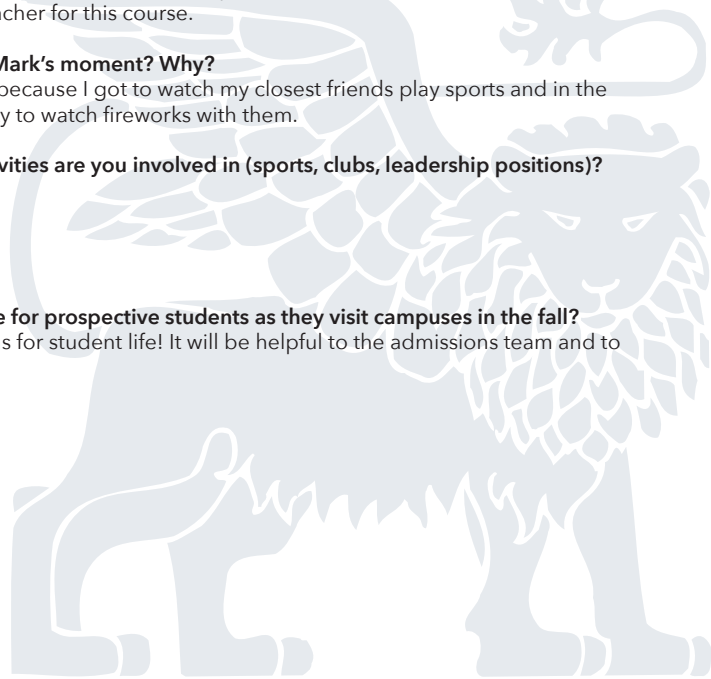 cher for this course.
Mark's moment? Why?
because I got to watch my closest friends play sports and in the
y to watch fireworks with them.
vities are you involved in (sports, clubs, leadership positions)?
e for prospective students as they visit campuses in the fall?
s for student life! It will be helpful to the admissions team and to